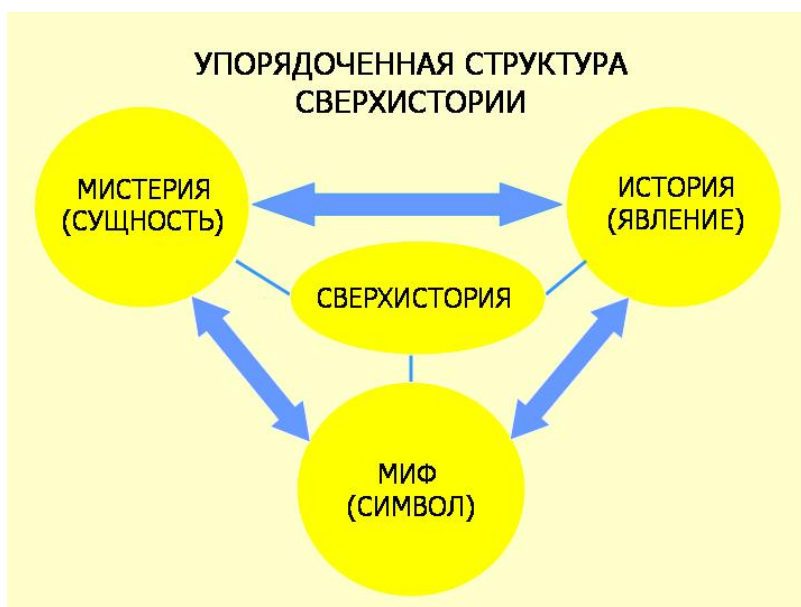 УПОРЯДОЧЕННАЯ СТРУКТУРА
СВЕРХИСТОРИИ
МИСТЕРИЯ
(СУЩНОСТЬ)
ИСТОРИЯ
(ЯВЛЕНИЕ)
СВЕРХИСТОРИЯ
МИФ
(СИМВОЛ)